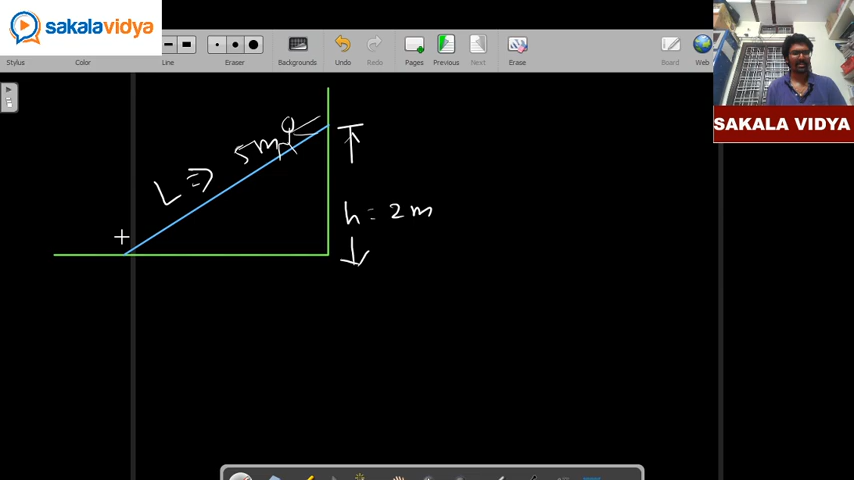 sakalavidya
Stylus Color Line Eraser Backgrounds Undo Redo Pages Previous Next Erase Board Web
SAKALA VIDYA
L ⇒ 5m
h = 2m